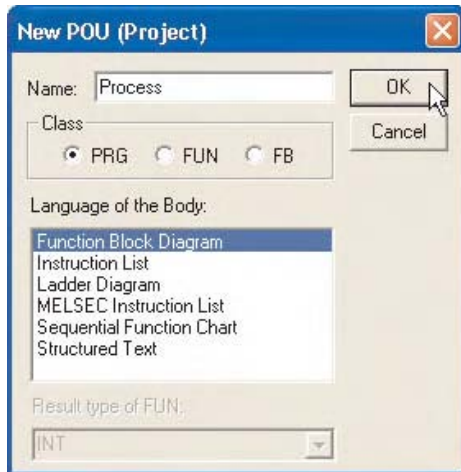 New POU (Project)
Name: Process
OK
Class
PRG FUN FB
Cancel
Language of the Body:
Function Block Diagram
Instruction List
Ladder Diagram
MELSEC Instruction List
Sequential Function Chart
Structured Text
Result type of FUN:
INT